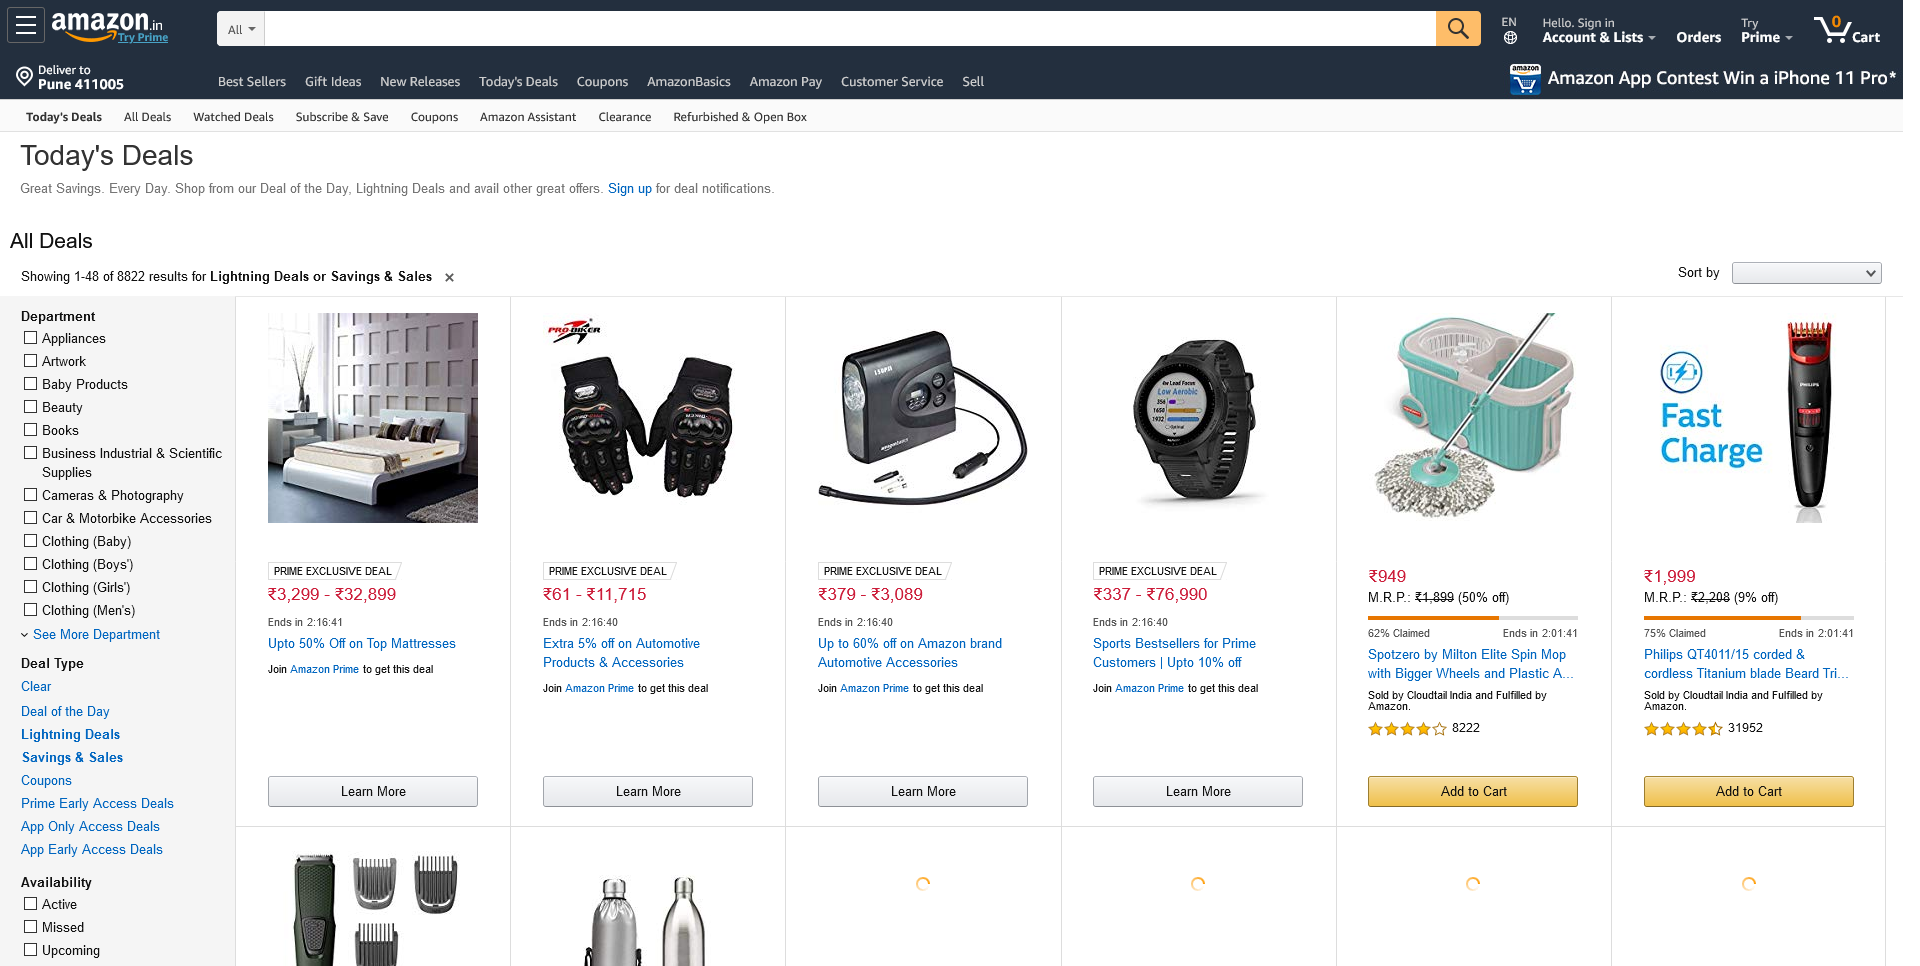 amazon.in
Try Prime
All
EN
Hello. Sign in
Account & Lists
Orders
Try
Prime
0
Cart
Deliver to
Pune 411005
Best Sellers
Gift Ideas
New Releases
Today's Deals
Coupons
AmazonBasics
Amazon Pay
Customer Service
Sell
amazon
Amazon App Contest Win a iPhone 11 Pro*
Today's Deals
All Deals
Watched Deals
Subscribe & Save
Coupons
Amazon Assistant
Clearance
Refurbished & Open Box
Today's Deals
Great Savings. Every Day. Shop from our Deal of the Day, Lightning Deals and avail other great offers. Sign up for deal notifications.
All Deals
Showing 1-48 of 8822 results for Lightning Deals or Savings & Sales
Sort by
Department
Appliances
Artwork
Baby Products
Beauty
Books
Business Industrial & Scientific
Supplies
Cameras & Photography
Car & Motorbike Accessories
Clothing (Baby)
Clothing (Boys')
Clothing (Girls')
Clothing (Men's)
See More Department
Deal Type
Clear
Deal of the Day
Lightning Deals
Savings & Sales
Coupons
Prime Early Access Deals
App Only Access Deals
App Early Access Deals
Availability
Active
Missed
Upcoming
PRIME EXCLUSIVE DEAL
₹3,299 - ₹32,899
Ends in 2:16:41
Upto 50% Off on Top Mattresses
Join Amazon Prime to get this deal
Learn More
PRO-BIKER
PRIME EXCLUSIVE DEAL
₹61 - ₹11,715
Ends in 2:16:40
Extra 5% off on Automotive
Products & Accessories
Join Amazon Prime to get this deal
Learn More
amazonbasics
PRIME EXCLUSIVE DEAL
₹379 - ₹3,089
Ends in 2:16:40
Up to 60% off on Amazon brand
Automotive Accessories
Join Amazon Prime to get this deal
Learn More
4w Load Focus
Low Aerobic
356
1650
1932
Optimal
PRIME EXCLUSIVE DEAL
₹337 - ₹76,990
Ends in 2:16:40
Sports Bestsellers for Prime
Customers | Upto 10% off
Join Amazon Prime to get this deal
Learn More
₹949
M.R.P.: ₹1,899 (50% off)
62% Claimed
Ends in 2:01:41
Spotzero by Milton Elite Spin Mop
with Bigger Wheels and Plastic A...
Sold by Cloudtail India and Fulfilled by
Amazon.
8222
Add to Cart
Fast
Charge
PHILIPS
₹1,999
M.R.P.: ₹2,208 (9% off)
75% Claimed
Ends in 2:01:41
Philips QT4011/15 corded &
cordless Titanium blade Beard Tri...
Sold by Cloudtail India and Fulfilled by
Amazon.
31952
Add to Cart